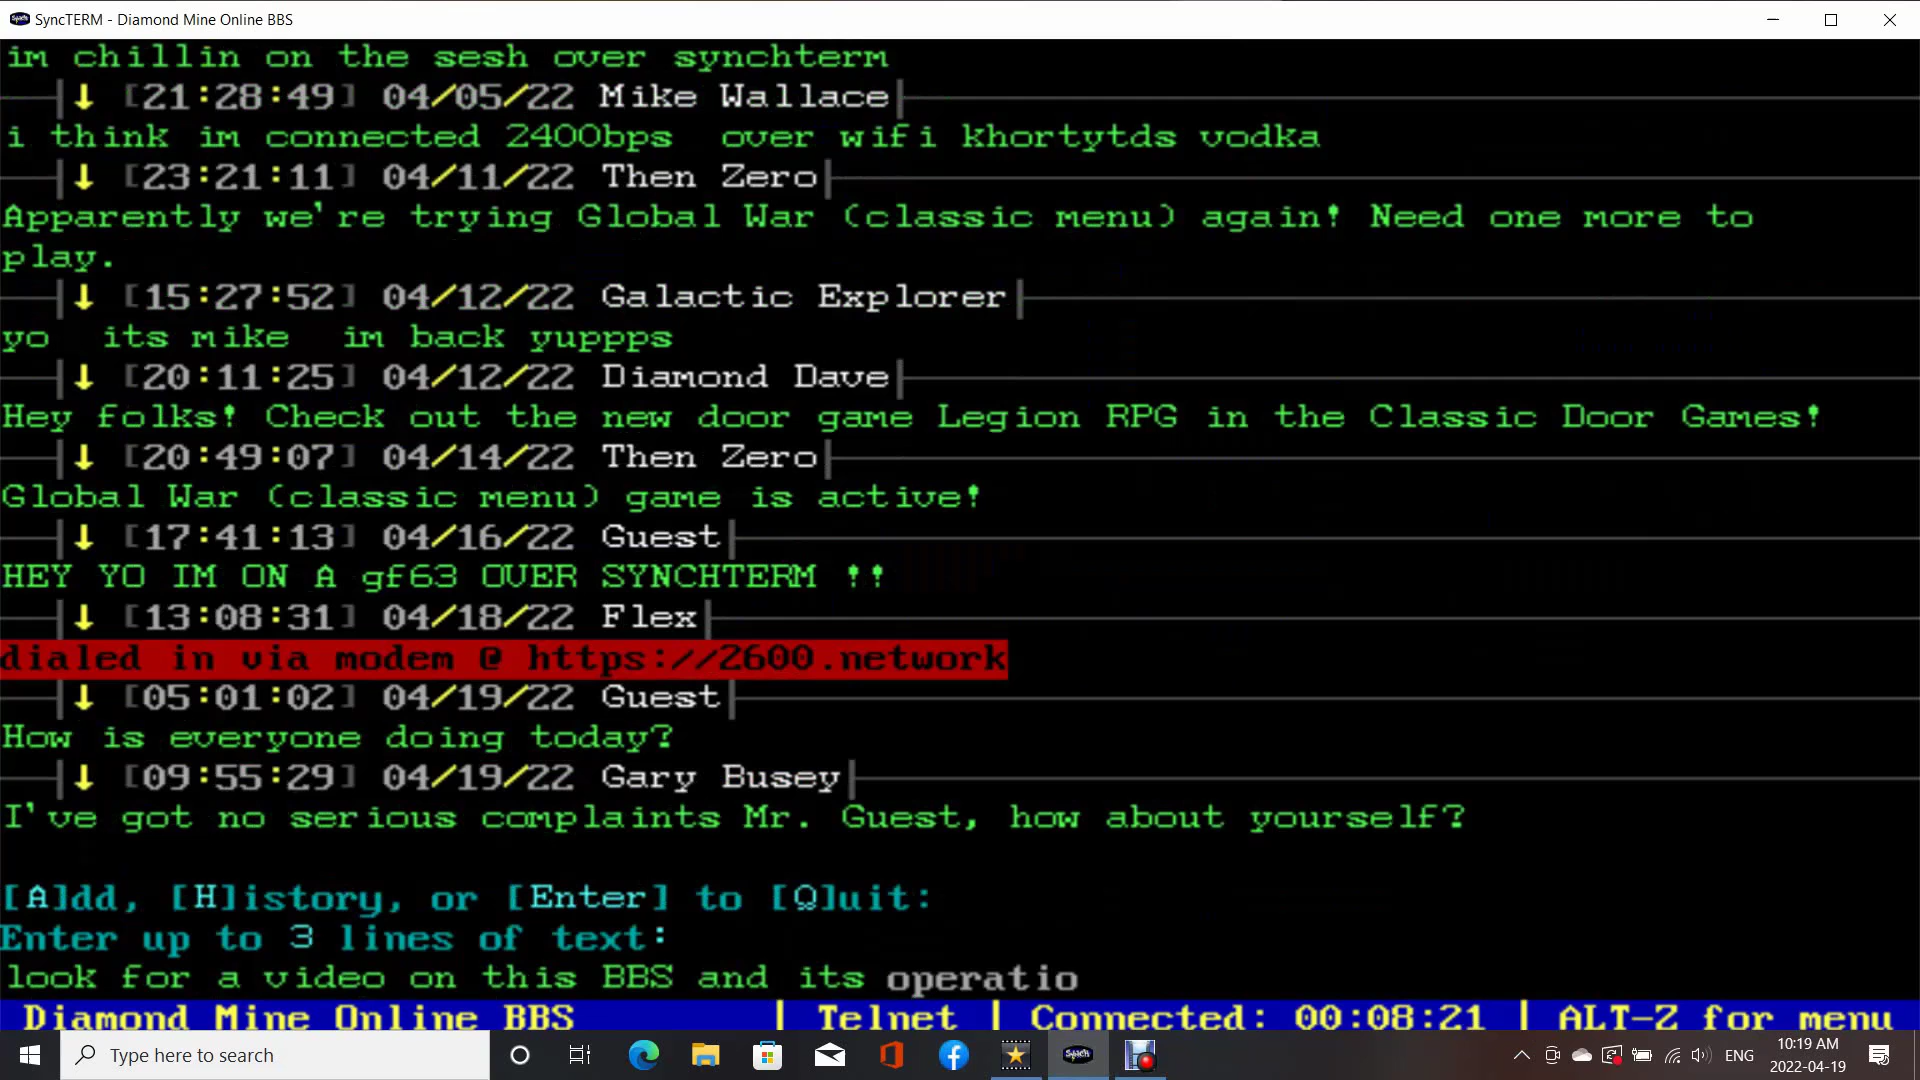 SyncTERM - Diamond Mine Online BBS
im chillin on the sesh over synchterm
[21:28:49] 04/05/22 Mike Wallace
i think im connected 2400bps  over wifi khortytds vodka
[23:21:11] 04/11/22 Then Zero
Apparently we're trying Global War (classic menu) again! Need one more to
play.
[15:27:52] 04/12/22 Galactic Explorer
yo  its mike  im back yupppps
[20:11:25] 04/12/22 Diamond Dave
Hey folks! Check out the new door game Legion RPG in the Classic Door Games!
[20:49:07] 04/14/22 Then Zero
Global War (classic menu) game is active!
[17:41:13] 04/16/22 Guest
HEY YO IM ON A gf63 OVER SYNCHTERM !!
[13:08:31] 04/18/22 Flex
dialed in via modem @ https://2600.network
[05:01:02] 04/19/22 Guest
How is everyone doing today?
[09:55:29] 04/19/22 Gary Busey
I've got no serious complaints Mr. Guest, how about yourself?
[A]dd, [H]istory, or [Enter] to [Q]uit:
Enter up to 3 lines of text:
look for a video on this BBS and its operatio
Diamond Mine Online BBS | Telnet | Connected: 00:08:21 | ALT-Z for menu
Type here to search
ENG
10:19 AM
2022-04-19